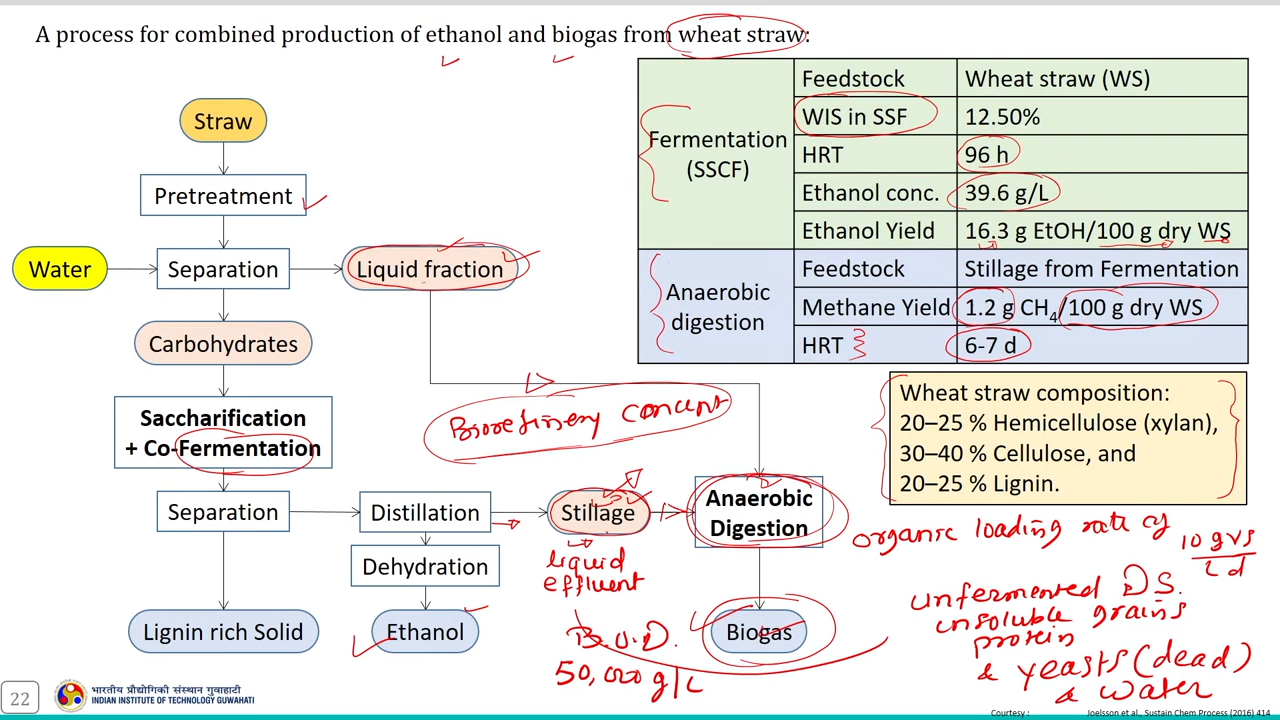 A process for combined production of ethanol and biogas from wheat straw:
Straw
Pretreatment
Water
Separation
Liquid fraction
Carbohydrates
Saccharification
+ Co-Fermentation
Separation
Distillation
Stillage
Anaerobic
Digestion
Dehydration
Lignin rich Solid
Ethanol
Biogas
Fermentation
(SSCF)
Feedstock Wheat straw (WS)
WIS in SSF 12.50%
HRT 96 h
Ethanol conc. 39.6 g/L
Ethanol Yield 16.3 g EtOH/100 g dry WS
Anaerobic
digestion
Feedstock Stillage from Fermentation
Methane Yield 1.2 g CH₄/100 g dry WS
HRT 6-7 d
Wheat straw composition:
20–25 % Hemicellulose (xylan),
30–40 % Cellulose, and
20–25 % Lignin.
Biorefinery concept
liquid
effluent
B.O.D.
50,000 g/L
organic loading rate of
10 g VS
L d
unfermented D S.
insoluble grains
protein
& yeasts (dead)
& water
22
भारतीय प्रौद्योगिकी संस्थान गुवाहाटी
INDIAN INSTITUTE OF TECHNOLOGY GUWAHATI
Courtesy : Joelsson et al., Sustain Chem Process (2016) 414